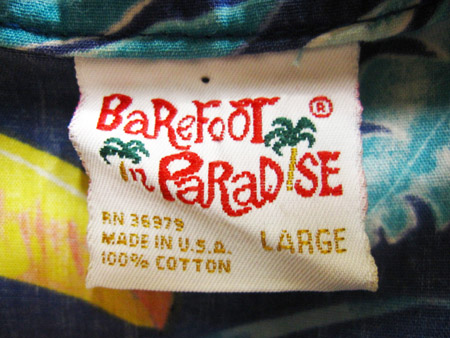 BaReFooT ®
in PaRaDiSE
RN 36979
MADE IN U.S.A. LARGE
100% COTTON